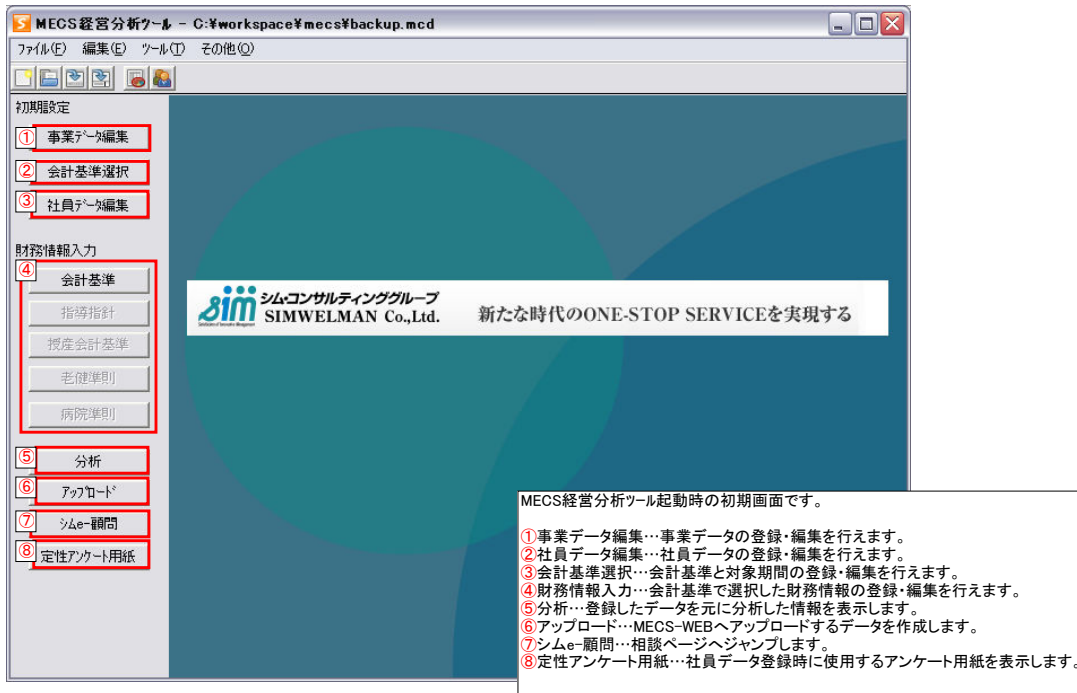 MECS経営分析ツール - C:¥workspace¥mecs¥backup.mcd
ファイル(F) 編集(E) ツール(T) その他(O)
初期設定
① 事業データ編集
② 会計基準選択
③ 社員データ編集
財務情報入力
④
会計基準
指導指針
授産会計基準
老健準則
病院準則
⑤ 分析
⑥ アップロード
⑦ シムe-顧問
⑧ 定性アンケート用紙
sim シム・コンサルティンググループ
SIMWELMAN Co.,Ltd.
新たな時代のONE-STOP SERVICEを実現する
MECS経営分析ツール起動時の初期画面です。
①事業データ編集…事業データの登録・編集を行えます。
②社員データ編集…社員データの登録・編集を行えます。
③会計基準選択…会計基準と対象期間の登録・編集を行えます。
④財務情報入力…会計基準で選択した財務情報の登録・編集を行えます。
⑤分析…登録したデータを元に分析した情報を表示します。
⑥アップロード…MECS-WEBへアップロードするデータを作成します。
⑦シムe-顧問…相談ページへジャンプします。
⑧定性アンケート用紙…社員データ登録時に使用するアンケート用紙を表示します。